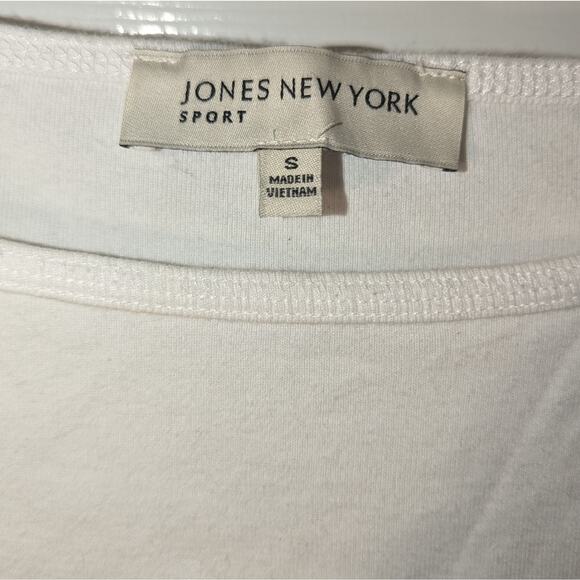 JONES NEW YORK
SPORT
S
MADE IN
VIETNAM